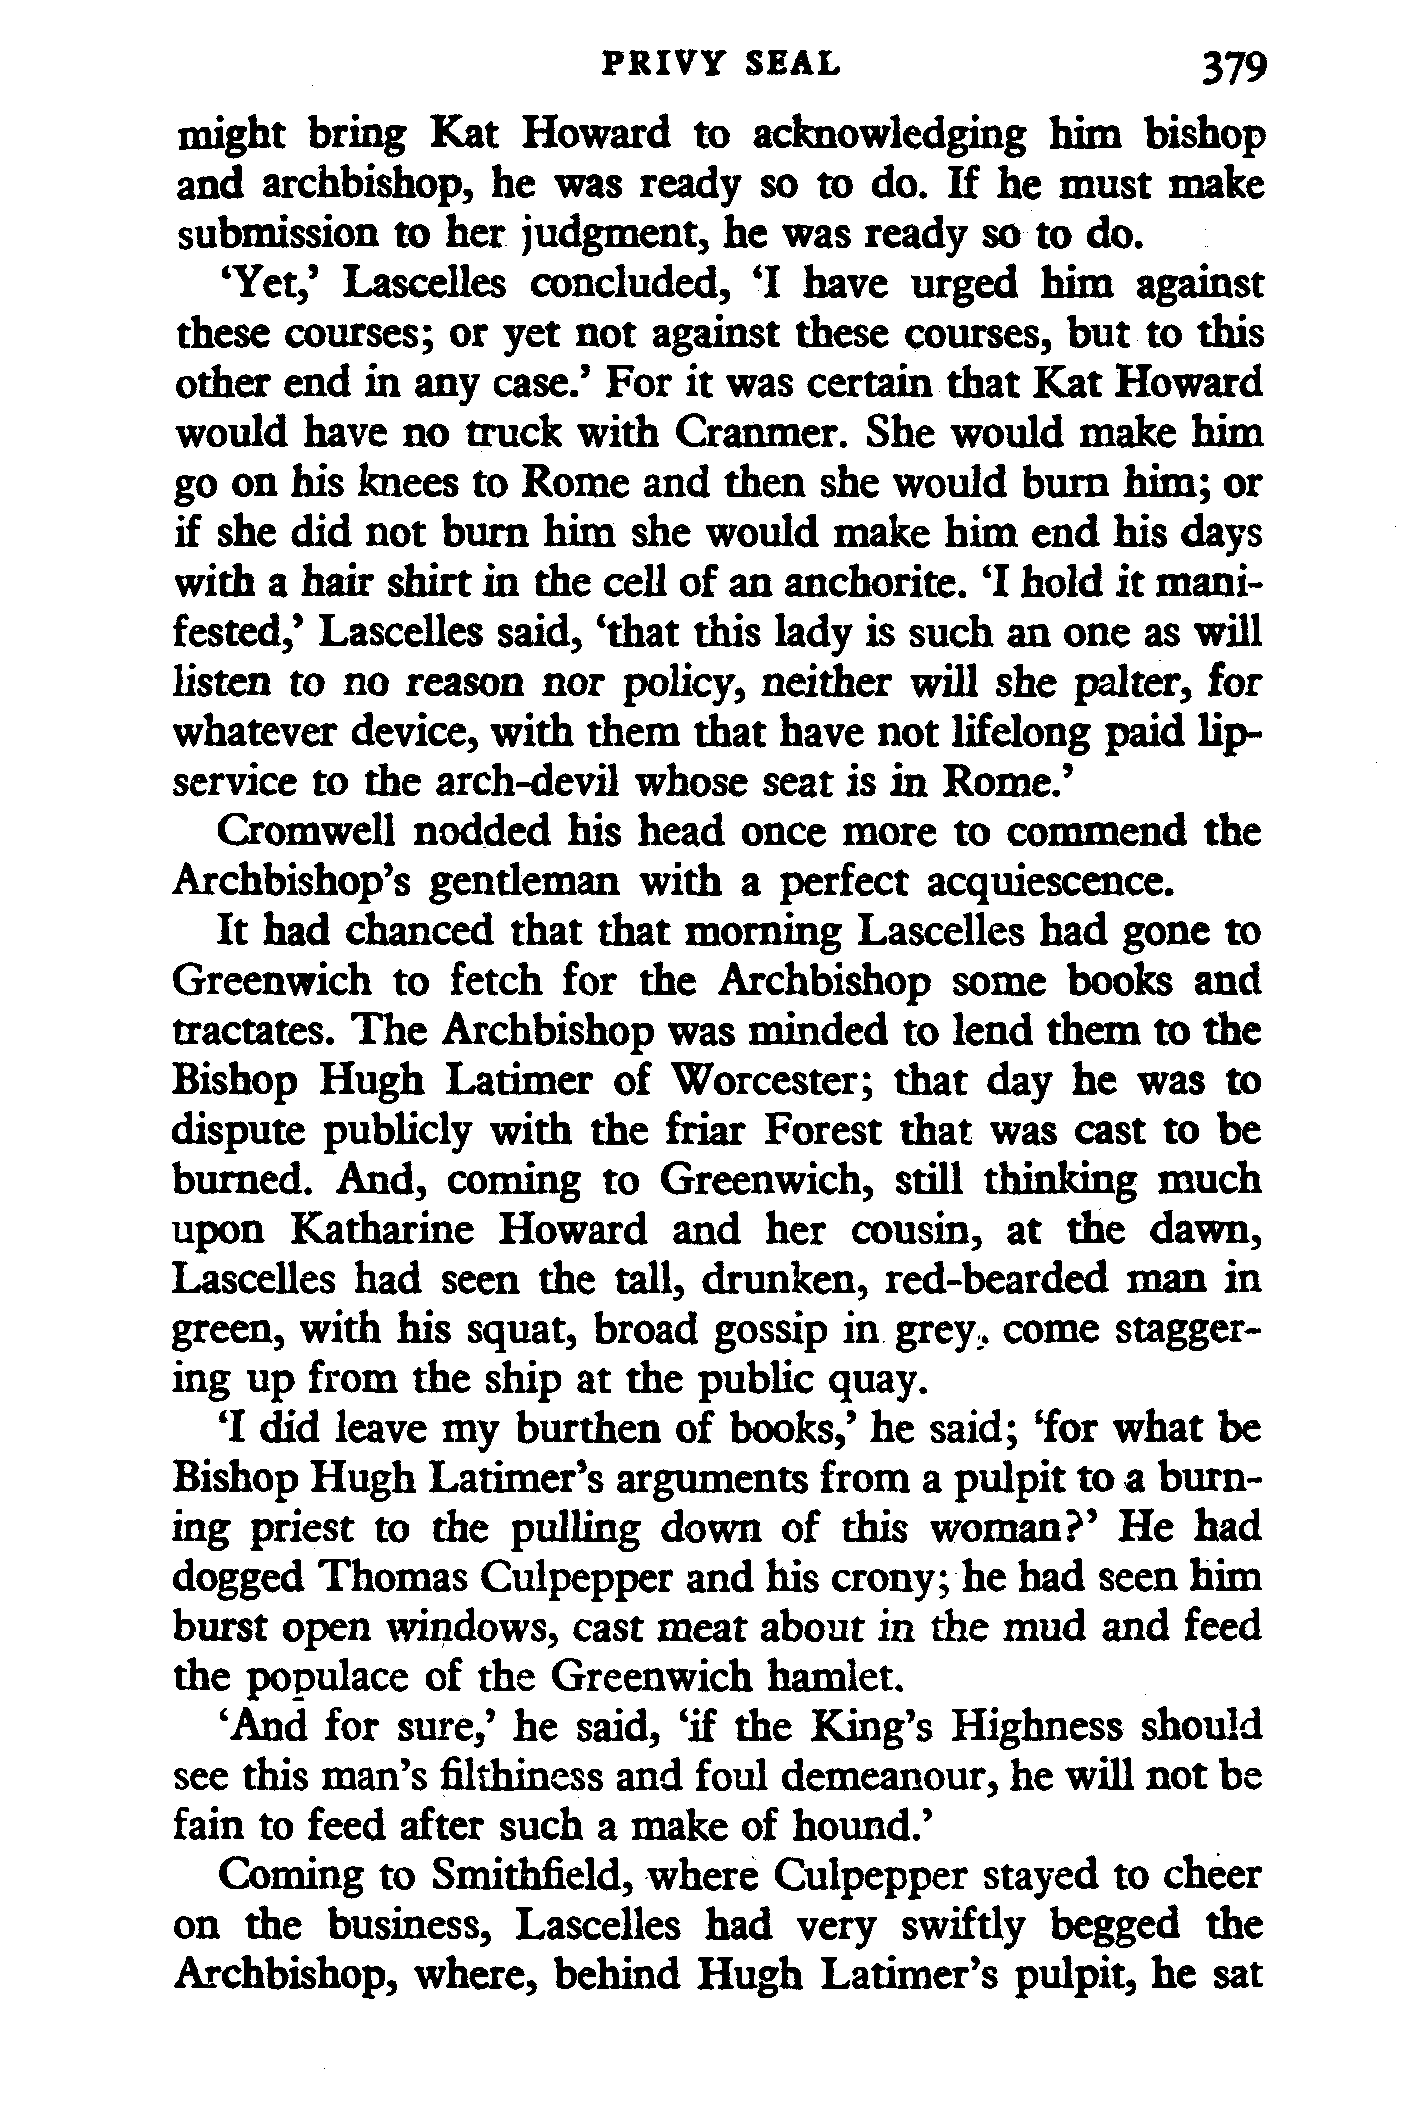 PRIVY SEAL 379
might bring Kat Howard to acknowledging him bishop
and archbishop, he was ready so to do. If he must make
submission to her judgment, he was ready so to do.
‘Yet,’ Lascelles concluded, ‘I have urged him against
these courses; or yet not against these courses, but to this
other end in any case.’ For it was certain that Kat Howard
would have no truck with Cranmer. She would make him
go on his knees to Rome and then she would burn him; or
if she did not burn him she would make him end his days
with a hair shirt in the cell of an anchorite. ‘I hold it mani-
fested,’ Lascelles said, ‘that this lady is such an one as will
listen to no reason nor policy, neither will she palter, for
whatever device, with them that have not lifelong paid lip-
service to the arch-devil whose seat is in Rome.’
Cromwell nodded his head once more to commend the
Archbishop’s gentleman with a perfect acquiescence.
It had chanced that that morning Lascelles had gone to
Greenwich to fetch for the Archbishop some books and
tractates. The Archbishop was minded to lend them to the
Bishop Hugh Latimer of Worcester; that day he was to
dispute publicly with the friar Forest that was cast to be
burned. And, coming to Greenwich, still thinking much
upon Katharine Howard and her cousin, at the dawn,
Lascelles had seen the tall, drunken, red-bearded man in
green, with his squat, broad gossip in grey, come stagger-
ing up from the ship at the public quay.
‘I did leave my burthen of books,’ he said; ‘for what be
Bishop Hugh Latimer’s arguments from a pulpit to a burn-
ing priest to the pulling down of this woman?’ He had
dogged Thomas Culpepper and his crony; he had seen him
burst open windows, cast meat about in the mud and feed
the populace of the Greenwich hamlet.
‘And for sure,’ he said, ‘if the King’s Highness should
see this man’s filthiness and foul demeanour, he will not be
fain to feed after such a make of hound.’
Coming to Smithfield, where Culpepper stayed to cheer
on the business, Lascelles had very swiftly begged the
Archbishop, where, behind Hugh Latimer’s pulpit, he sat